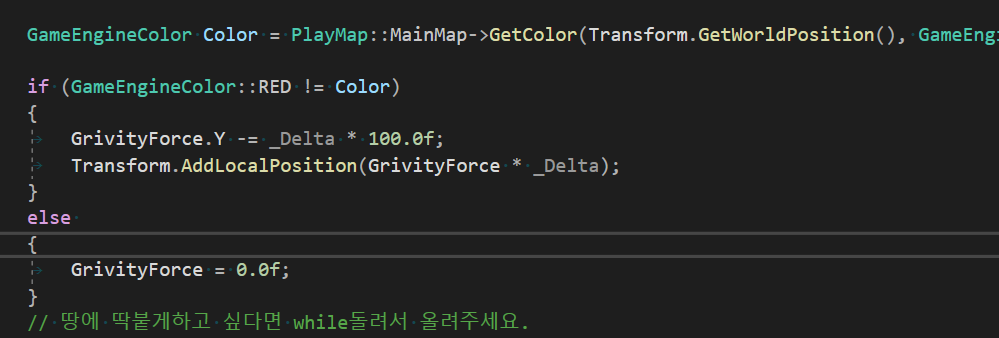 GameEngineColor Color = PlayMap::MainMap->GetColor(Transform.GetWorldPosition(), GameEng
if (GameEngineColor::RED != Color)
{
GrivityForce.Y -= _Delta * 100.0f;
Transform.AddLocalPosition(GrivityForce * _Delta);
}
else
{
GrivityForce = 0.0f;
}
// 땅에 딱붙게하고 싶다면 while돌려서 올려주세요.